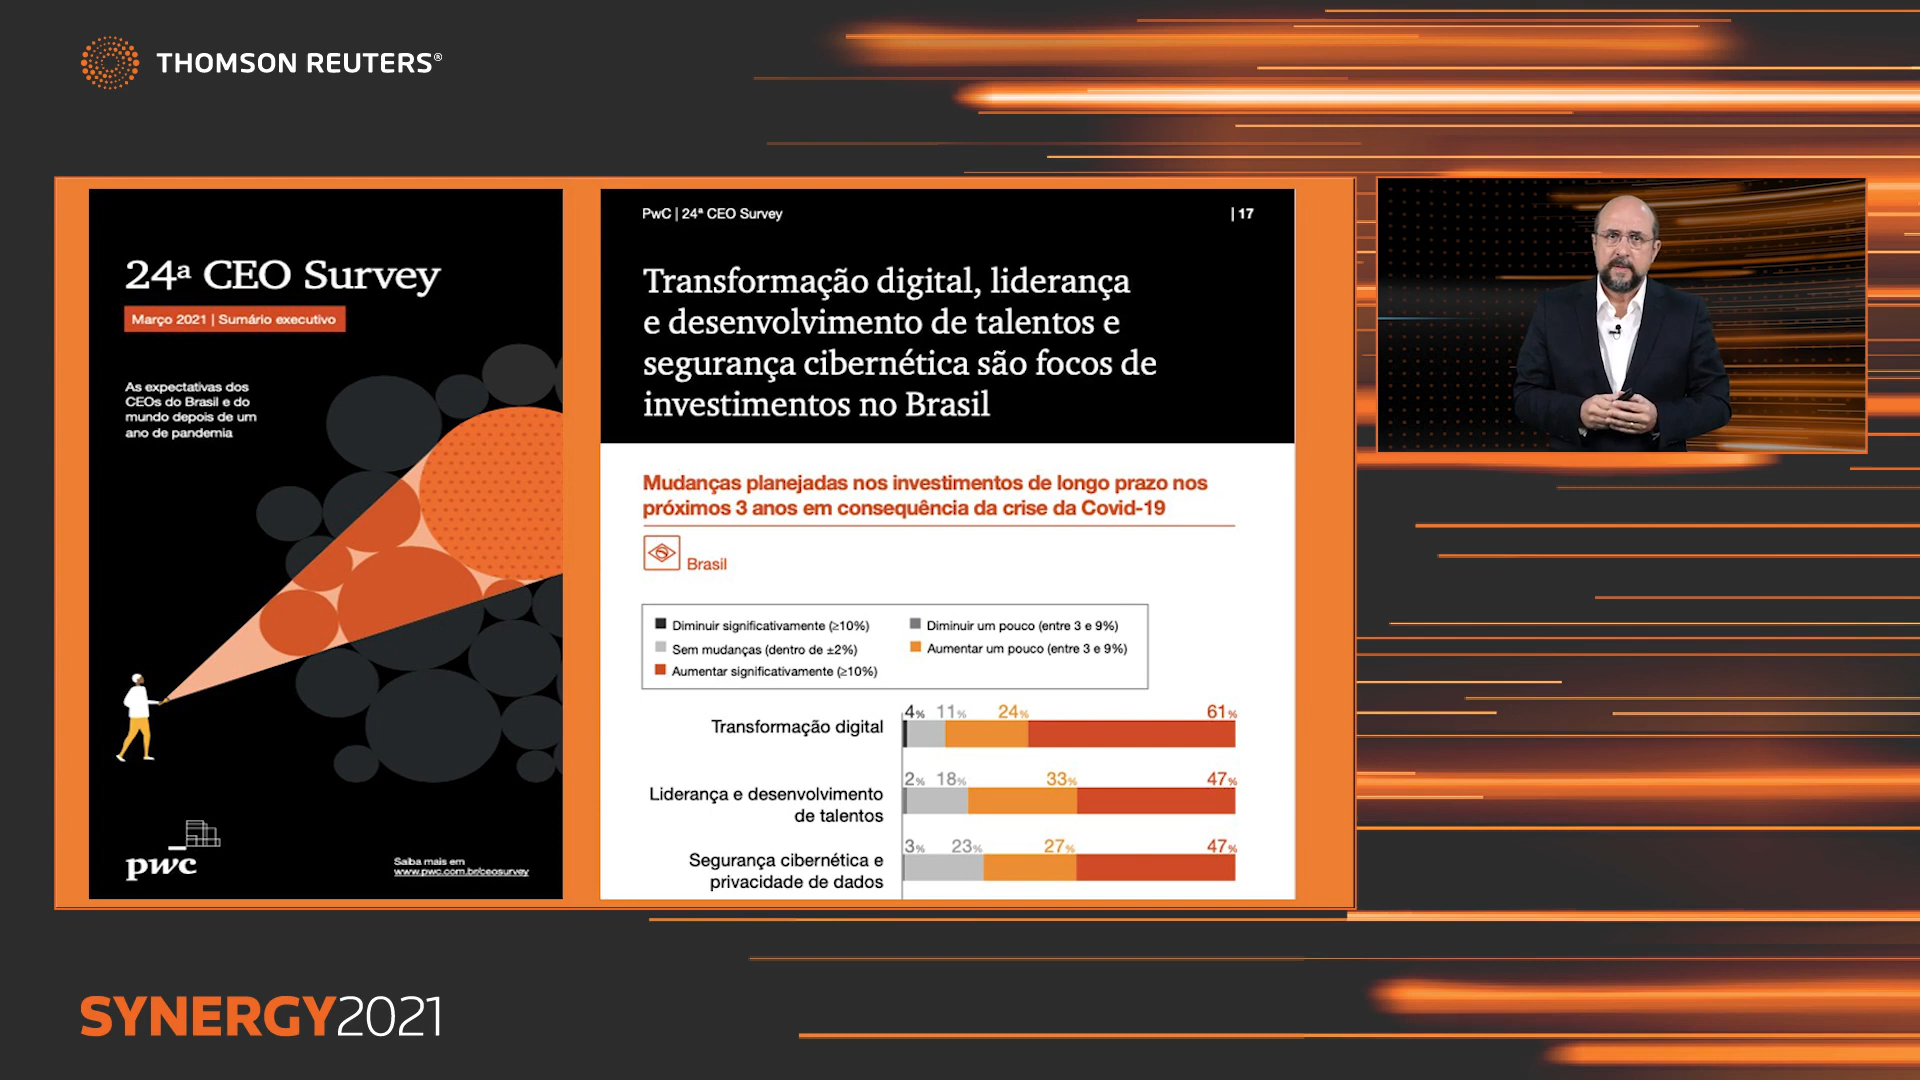 THOMSON REUTERS®
24ª CEO Survey
Março 2021 | Sumário executivo
As expectativas dos
CEOs do Brasil e do
mundo depois de um
ano de pandemia
pwc
Saiba mais em
www.pwc.com.br/ceosurvey
PwC | 24ª CEO Survey
| 17
Transformação digital, liderança
e desenvolvimento de talentos e
segurança cibernética são focos de
investimentos no Brasil
Mudanças planejadas nos investimentos de longo prazo nos
próximos 3 anos em consequência da crise da Covid-19
Brasil
Diminuir significativamente (≥10%)
Diminuir um pouco (entre 3 e 9%)
Sem mudanças (dentro de ±2%)
Aumentar um pouco (entre 3 e 9%)
Aumentar significativamente (≥10%)
4% 11% 24% 61%
Transformação digital
2% 18% 33% 47%
Liderança e desenvolvimento
de talentos
3% 23% 27% 47%
Segurança cibernética e
privacidade de dados
SYNERGY2021